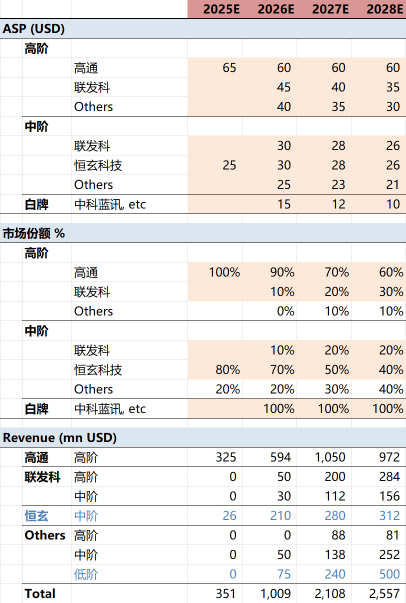 2025E 2026E 2027E 2028E
ASP (USD)
高阶
高通 65 60 60 60
联发科 45 40 35
Others 40 35 30
中阶
联发科 30 28 26
恒玄科技 25 30 28 26
Others 25 23 21
白牌 中科蓝讯, etc 15 12 10
市场份额 %
高阶
高通 100% 90% 70% 60%
联发科 10% 20% 30%
0% 10% 10%
中阶
联发科 10% 20% 20%
恒玄科技 80% 70% 50% 40%
Others 20% 20% 30% 40%
白牌 中科蓝讯, etc 100% 100% 100%
Revenue (mn USD)
高通 高阶 325 594 1,050 972
联发科 高阶 0 50 200 284
中阶 0 30 112 156
恒玄 中阶 26 210 280 312
Others 高阶 0 0 88 81
中阶 0 50 138 252
低阶 0 75 240 500
Total 351 1,009 2,108 2,557